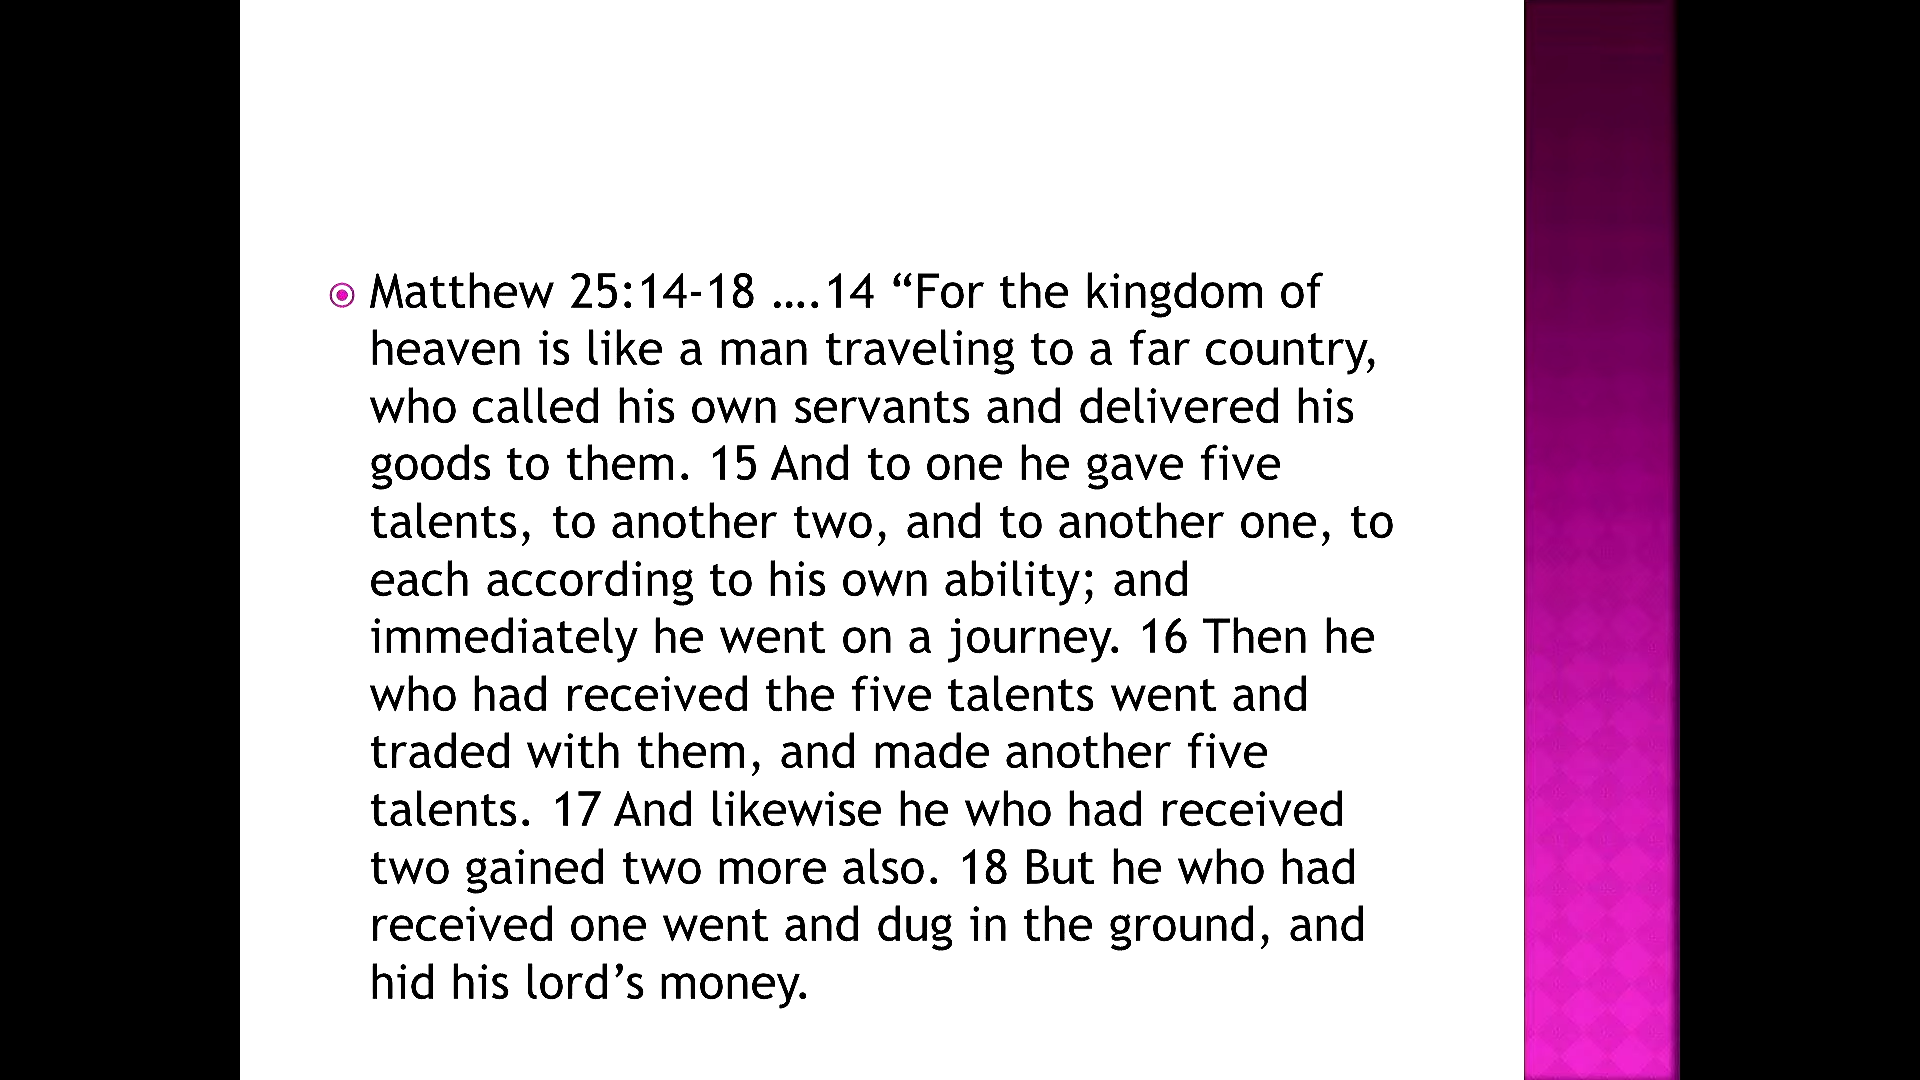 Matthew 25:14-18 ....14 “For the kingdom of
heaven is like a man traveling to a far country,
who called his own servants and delivered his
goods to them. 15 And to one he gave five
talents, to another two, and to another one, to
each according to his own ability; and
immediately he went on a journey. 16 Then he
who had received the five talents went and
traded with them, and made another five
talents. 17 And likewise he who had received
two gained two more also. 18 But he who had
received one went and dug in the ground, and
hid his lord’s money.